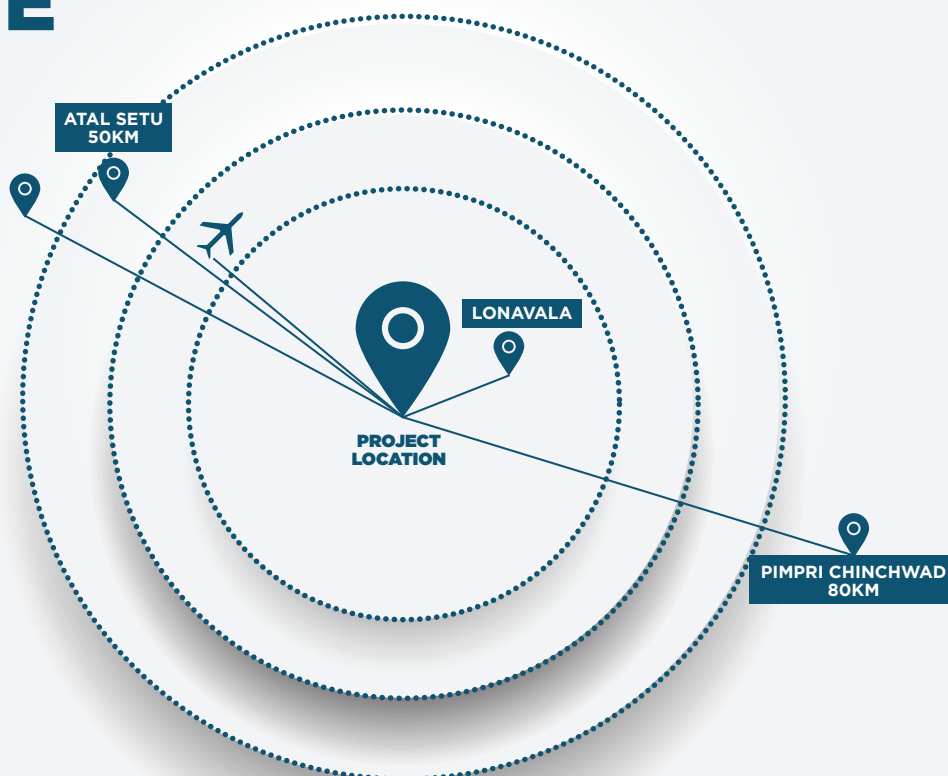 E
ATAL SETU
50KM
LONAVALA
PROJECT
LOCATION
PIMPRI CHINCHWAD
80KM